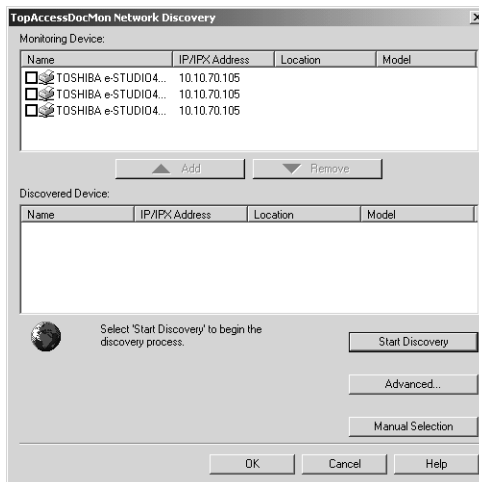 TopAccessDocMon Network Discovery
Monitoring Device:
Name IP/IPX Address Location Model
TOSHIBA e-STUDIO4... 10.10.70.105
TOSHIBA e-STUDIO4... 10.10.70.105
TOSHIBA e-STUDIO4... 10.10.70.105
Add Remove
Discovered Device:
Name IP/IPX Address Location Model
Select 'Start Discovery' to begin the
discovery process.
Start Discovery
Advanced...
Manual Selection
OK Cancel Help